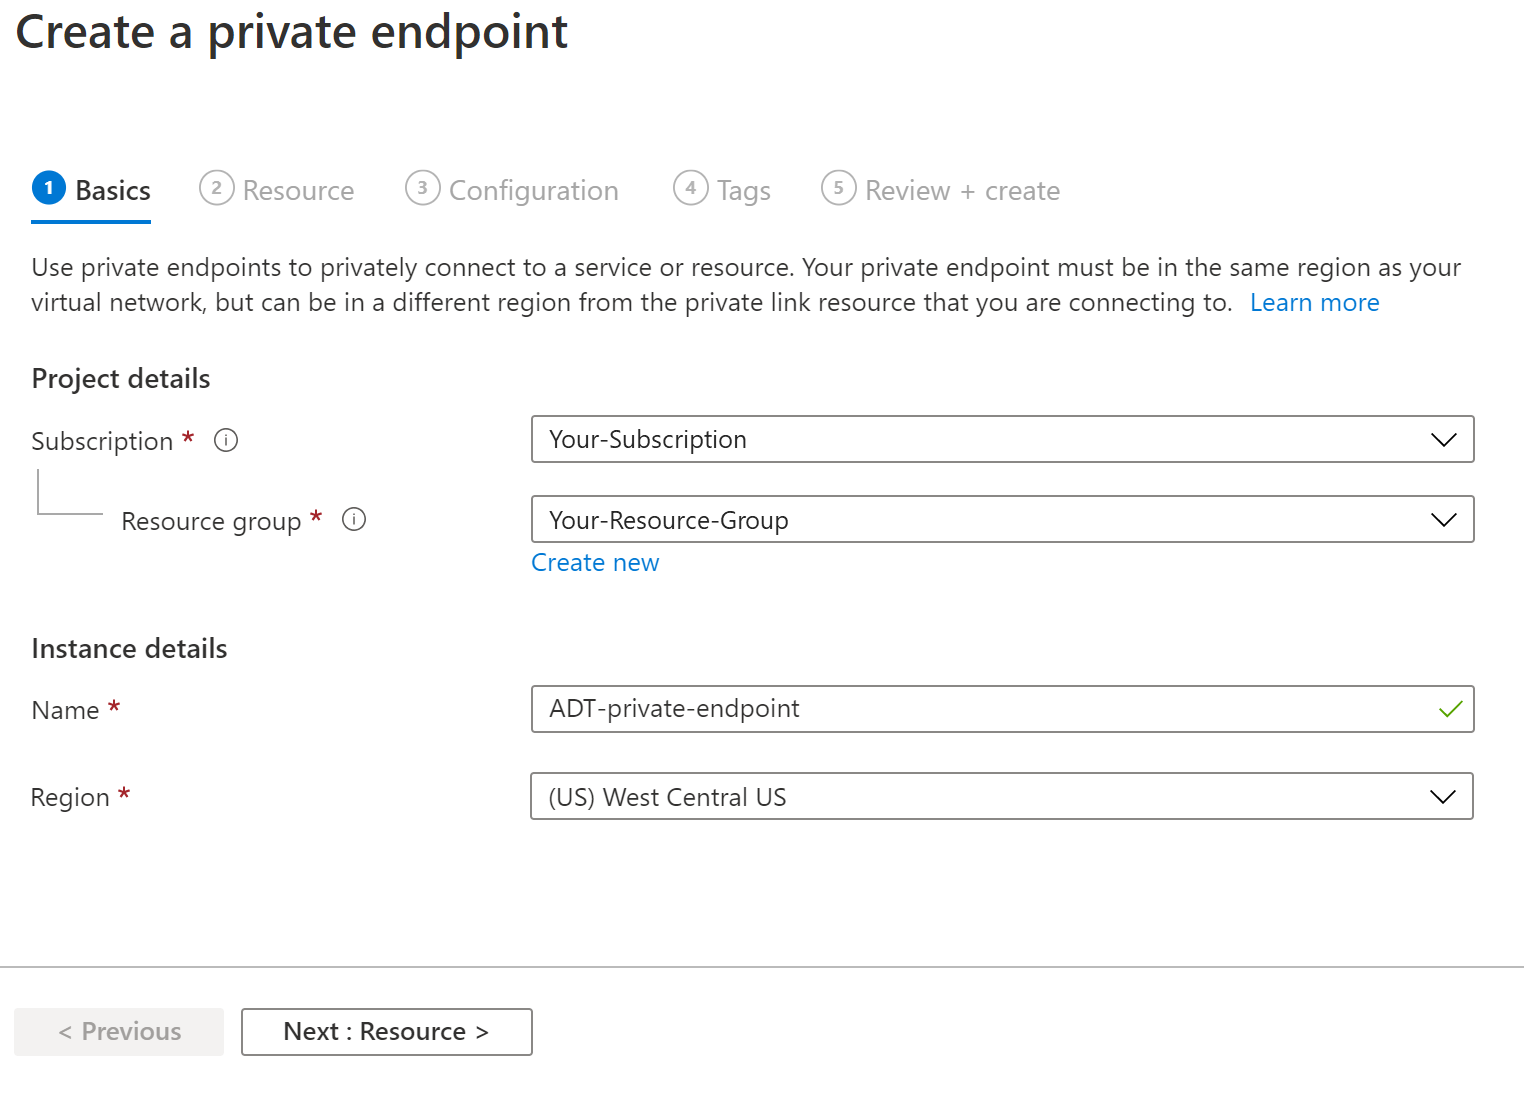 Create a private endpoint
1 Basics 2 Resource 3 Configuration 4 Tags 5 Review + create
Use private endpoints to privately connect to a service or resource. Your private endpoint must be in the same region as your
virtual network, but can be in a different region from the private link resource that you are connecting to. Learn more
Project details
Subscription * Your-Subscription
Resource group * Your-Resource-Group
Create new
Instance details
Name * ADT-private-endpoint
Region * (US) West Central US
< Previous Next : Resource >